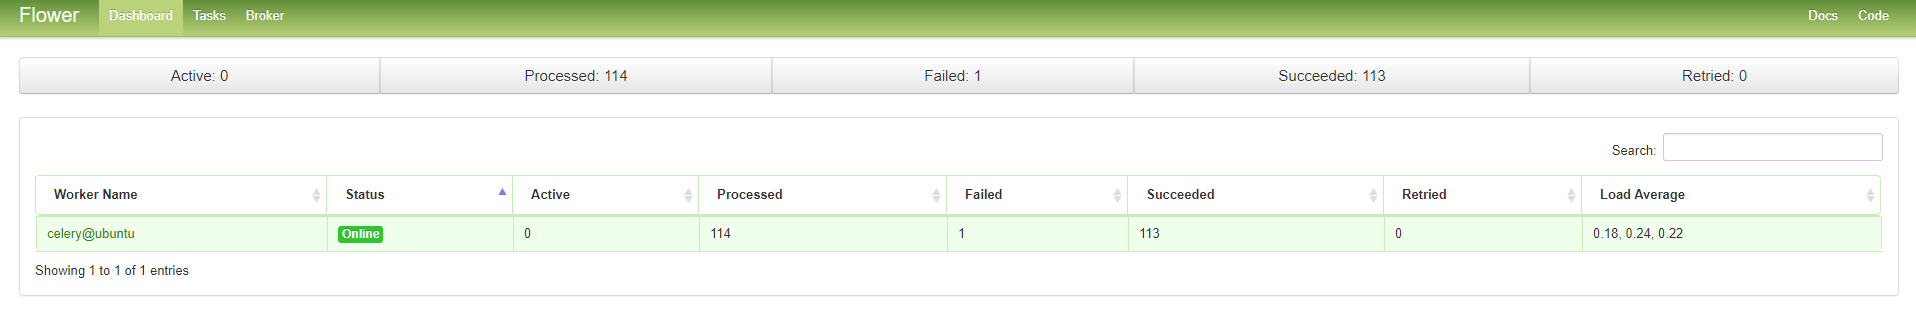 Flower Dashboard Tasks Broker Docs Code
Active: 0 Processed: 114 Failed: 1 Succeeded: 113 Retried: 0
Search:
Worker Name Status Active Processed Failed Succeeded Retried Load Average
celery@ubuntu Online 0 114 1 113 0 0.18, 0.24, 0.22
Showing 1 to 1 of 1 entries